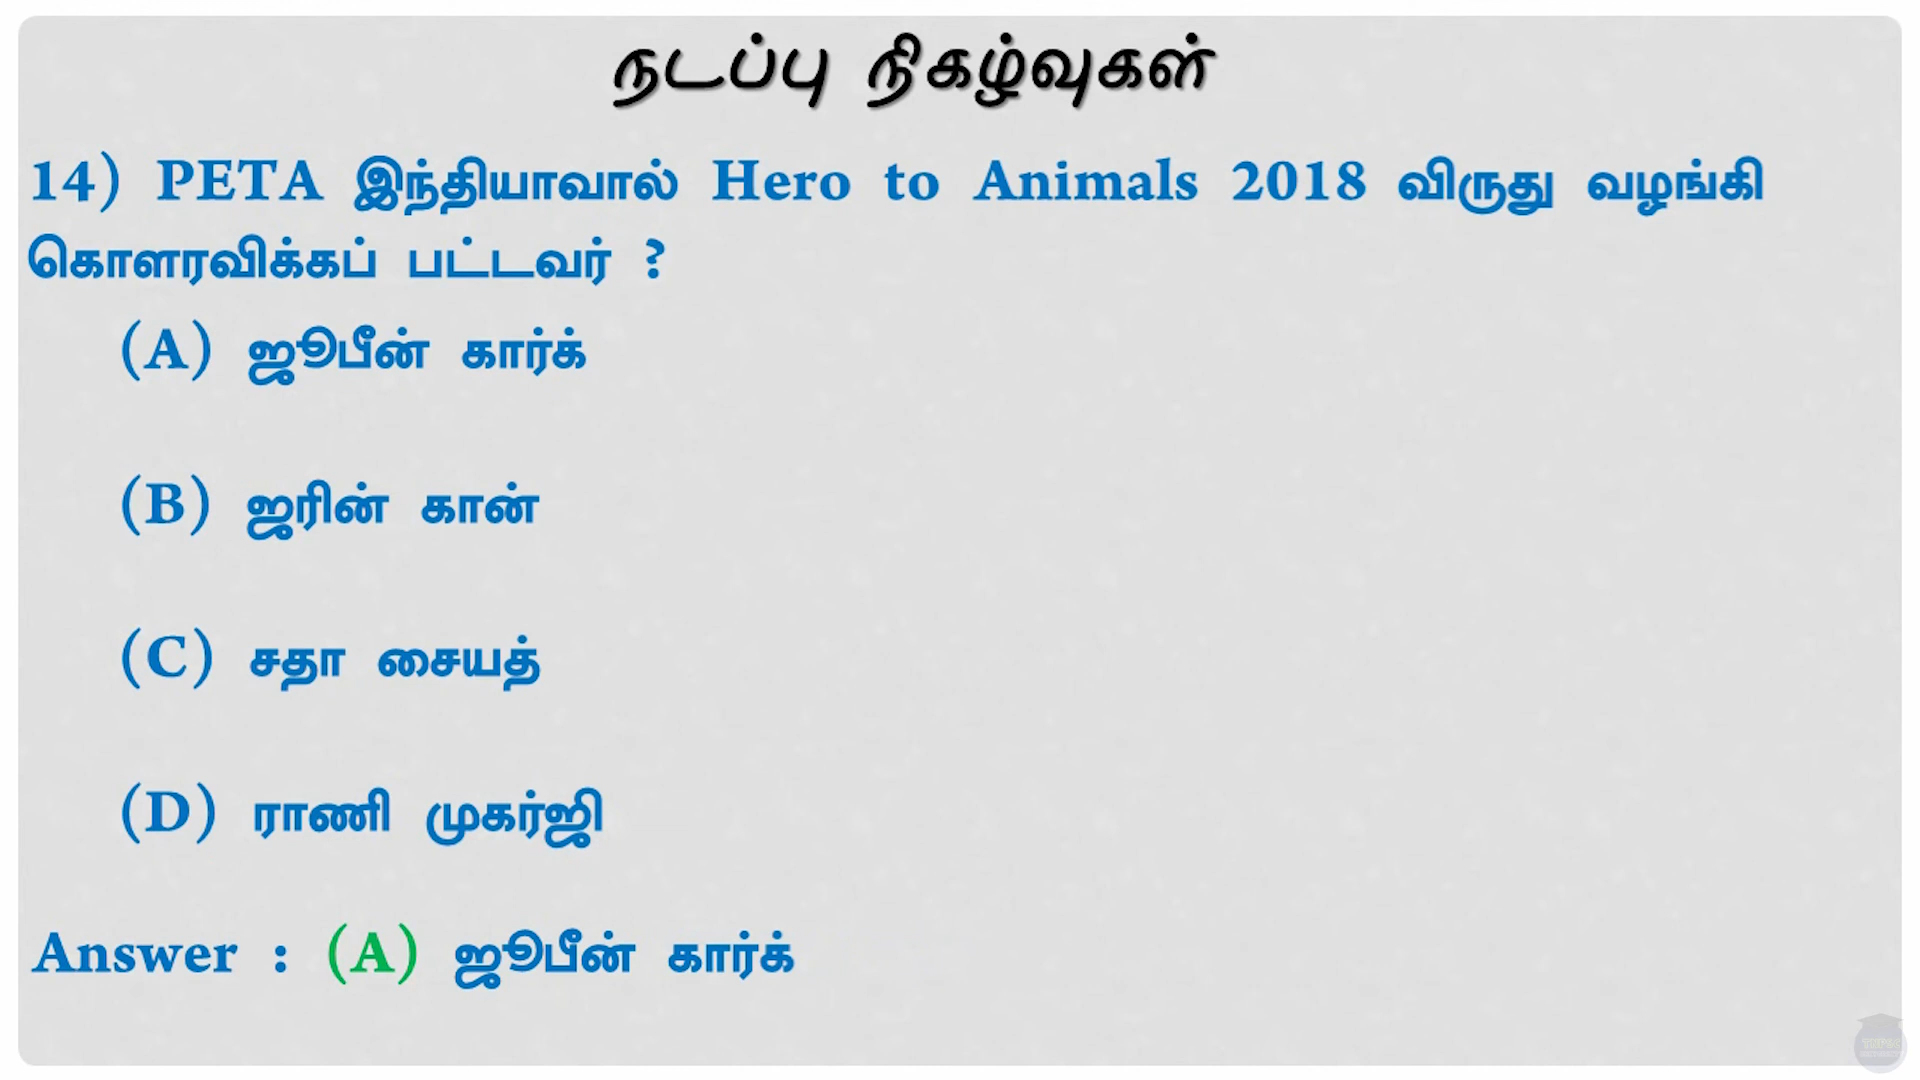 நடப்பு நிகழ்வுகள்
14) PETA இந்தியாவால் Hero to Animals 2018 விருது வழங்கி
கௌரவிக்கப் பட்டவர் ?
(A) ஜூபீன் கார்க்
(B) ஜரின் கான்
(C) சதா சையத்
(D) ராணி முகர்ஜி
Answer : (A) ஜூபீன் கார்க்